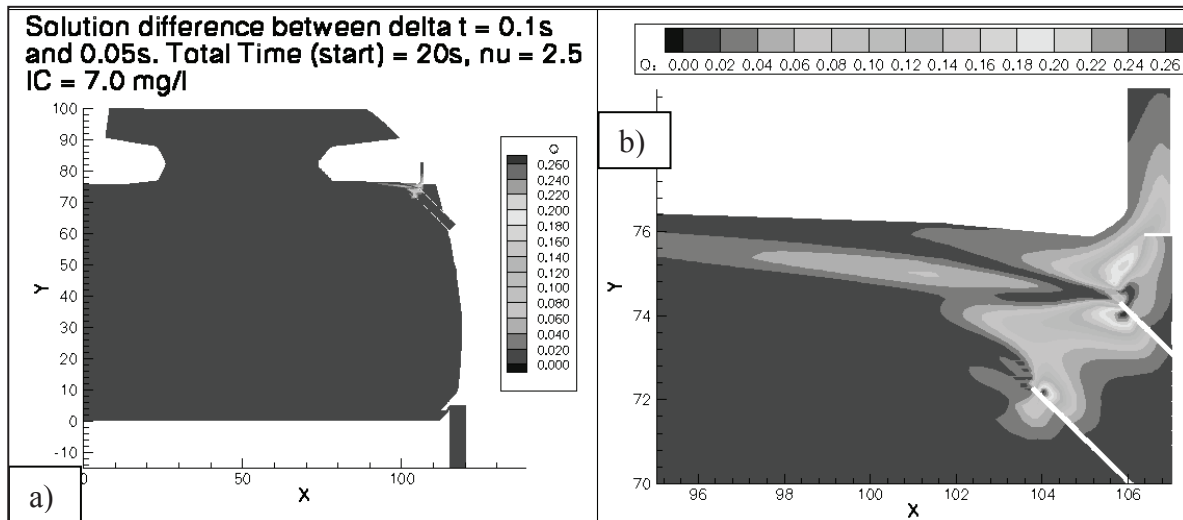 Solution difference between delta t = 0.1s
and 0.05s. Total Time (start) = 20s, nu = 2.5
IC = 7.0 mg/l
100
90
80
70
60
50
40
30
20
10
0
-10
Y
0
50
100
X
O
0.260
0.240
0.220
0.200
0.180
0.160
0.140
0.120
0.100
0.080
0.060
0.040
0.020
0.000
a)
O: 0.00 0.02 0.04 0.06 0.08 0.10 0.12 0.14 0.16 0.18 0.20 0.22 0.24 0.26
b)
76
74
72
70
Y
96 98 100 102 104 106
X